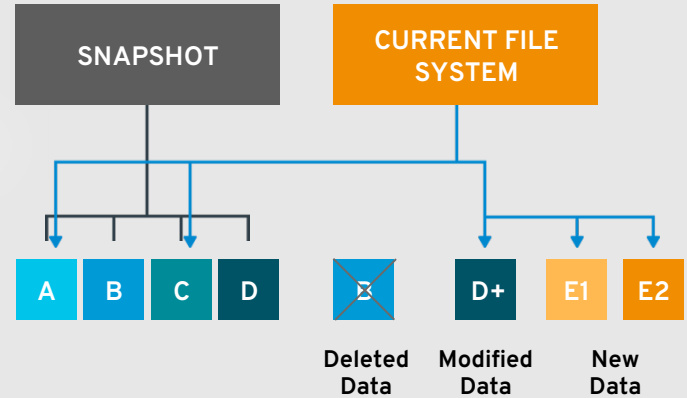 SNAPSHOT
CURRENT FILE
SYSTEM
A B C D B D+ E1 E2
Deleted
Data
Modified
Data
New
Data